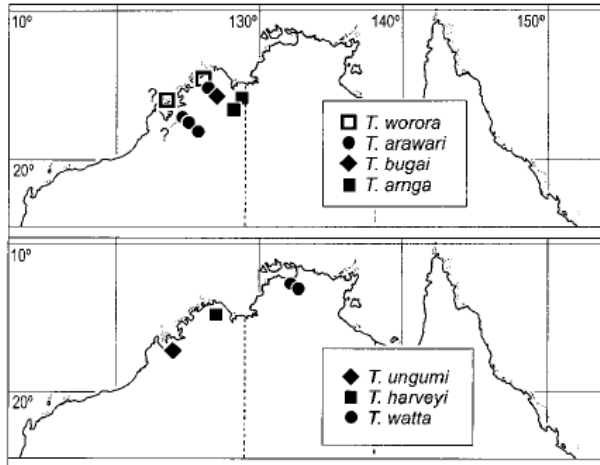 10º 130º 140º 150º
?
?
20º
T. worora
T. arawari
T. bugai
T. arnga
10º
20º
T. ungumi
T. harveyi
T. watta